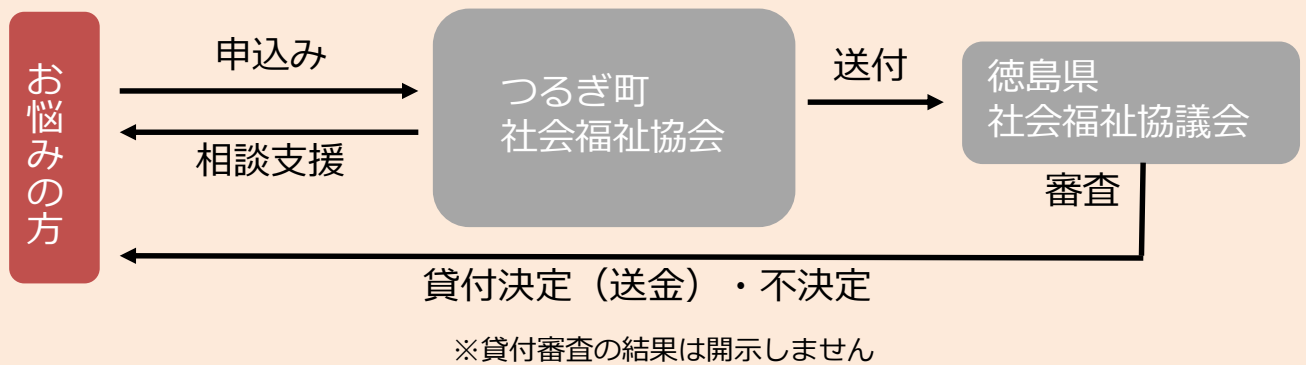 お悩みの方
申込み
相談支援
つるぎ町
社会福祉協会
送付
徳島県
社会福祉協議会
審査
貸付決定（送金）・不決定
※貸付審査の結果は開示しません